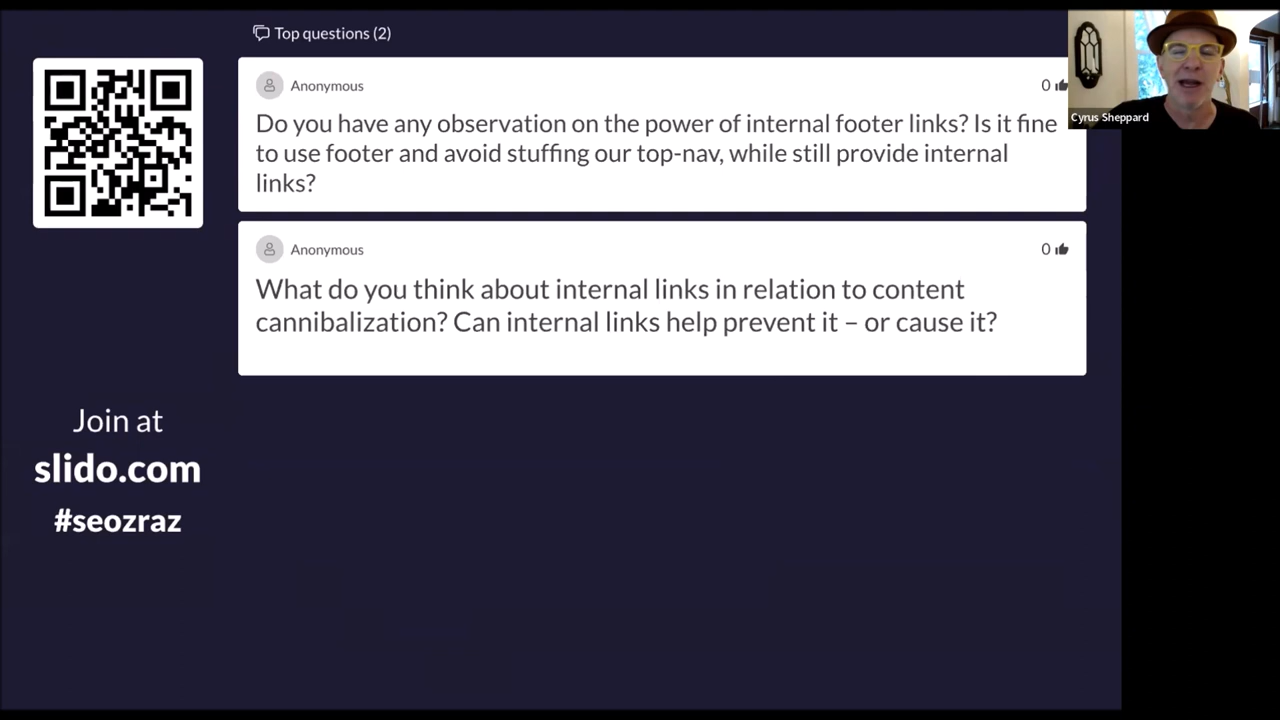 Top questions (2)
Anonymous
0
Do you have any observation on the power of internal footer links? Is it fine
to use footer and avoid stuffing our top-nav, while still provide internal
links?
Anonymous
0
What do you think about internal links in relation to content
cannibalization? Can internal links help prevent it – or cause it?
Join at
slido.com
#seozraz
Cyrus Sheppard